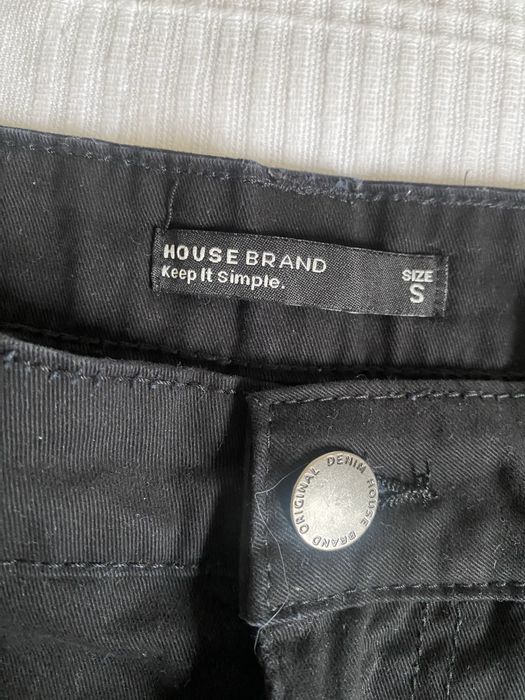 HOUSE BRAND
Keep It Simple.
SIZE
S
ORIGINAL DENIM HOUSE BRAND